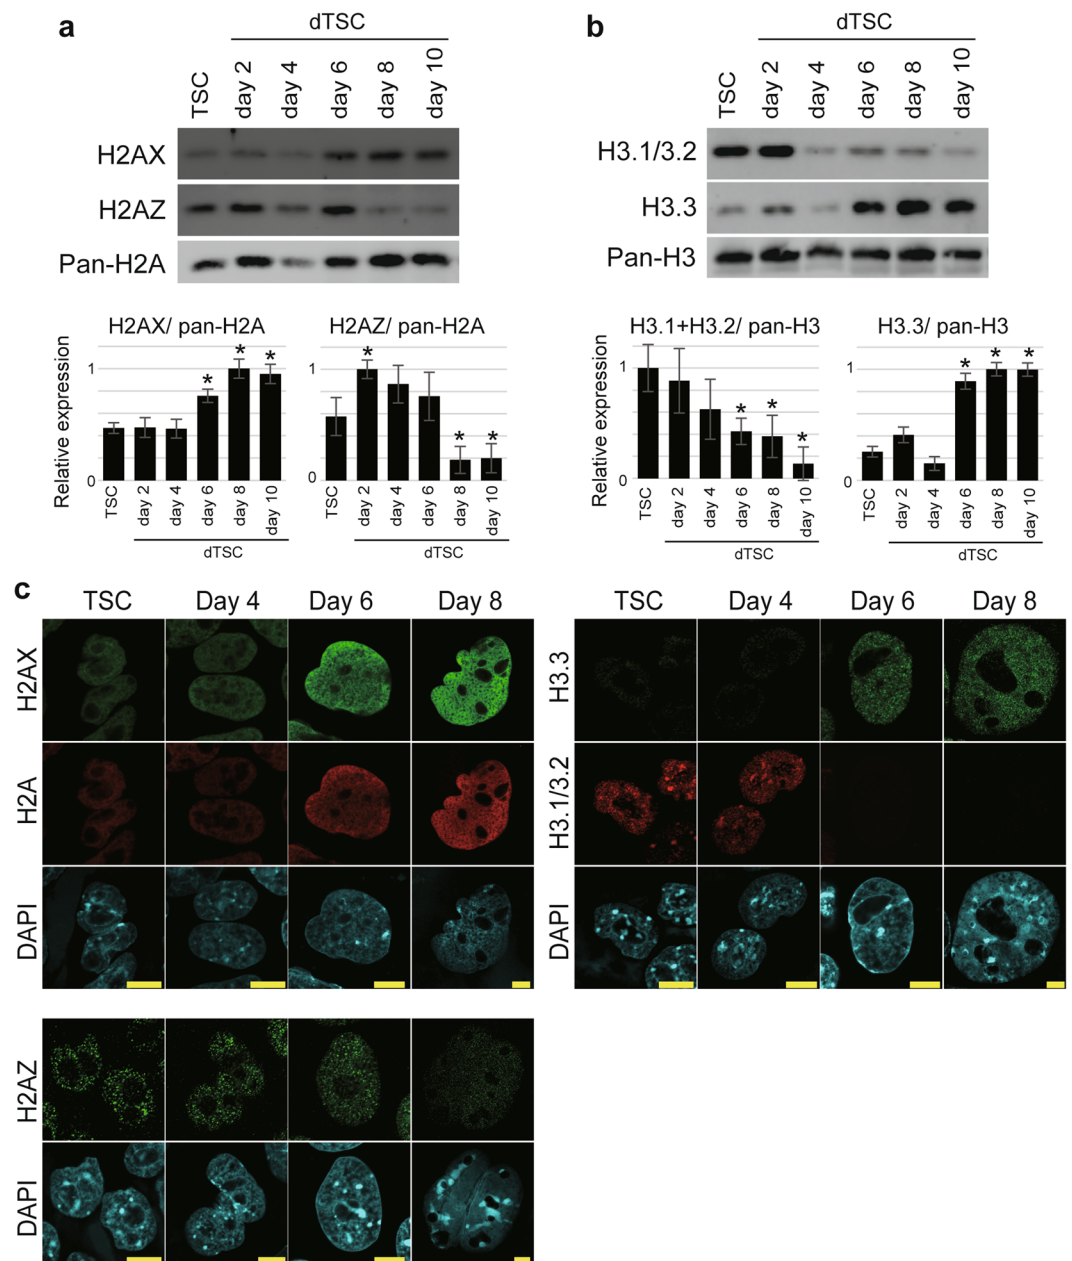 a
dTSC
TSC
day 2
day 4
day 6
day 8
day 10
H2AX
H2AZ
Pan-H2A
H2AX/ pan-H2A
H2AZ/ pan-H2A
Relative expression
1
0
* * *
TSC
day 2
day 4
day 6
day 8
day 10
dTSC
1
0
* * *
TSC
day 2
day 4
day 6
day 8
day 10
dTSC
b
dTSC
TSC
day 2
day 4
day 6
day 8
day 10
H3.1/3.2
H3.3
Pan-H3
H3.1+H3.2/ pan-H3
H3.3/ pan-H3
Relative expression
1
0
* * *
TSC
day 2
day 4
day 6
day 8
day 10
dTSC
1
0
* * *
TSC
day 2
day 4
day 6
day 8
day 10
dTSC
c
TSC Day 4 Day 6 Day 8
H2AX
H2A
DAPI
TSC Day 4 Day 6 Day 8
H3.3
H3.1/3.2
DAPI
H2AZ
DAPI